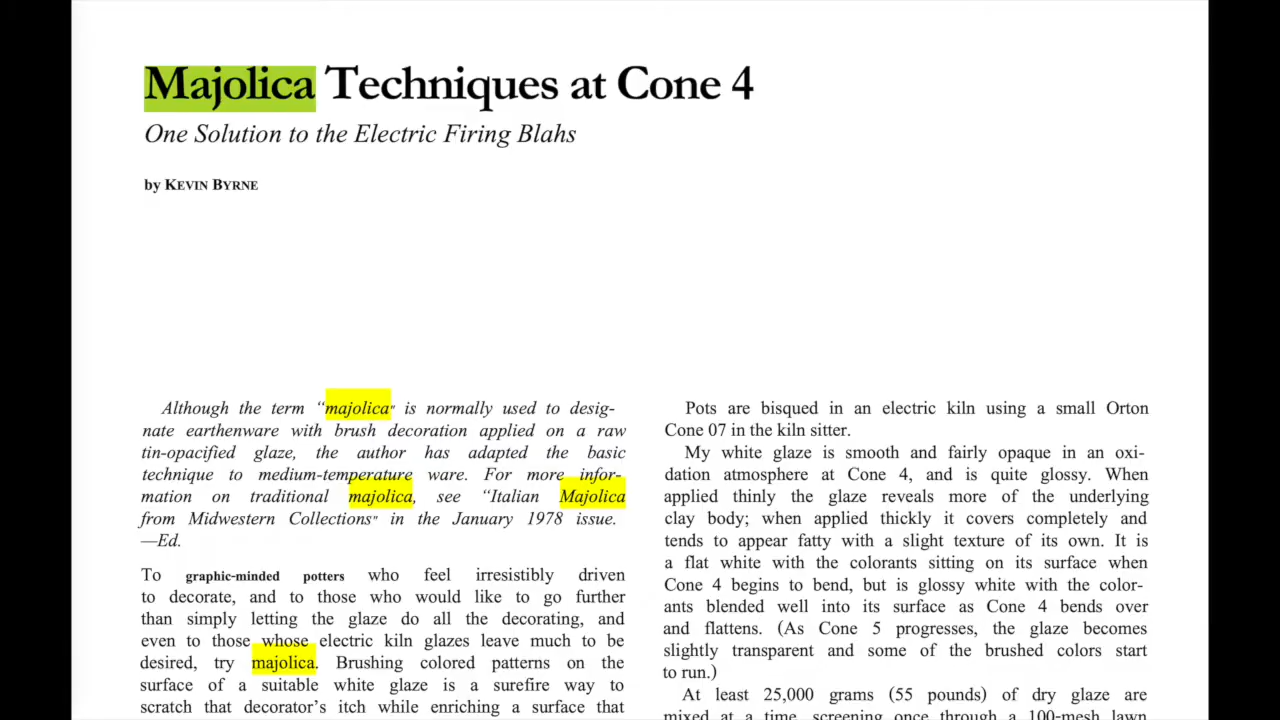 Majolica Techniques at Cone 4
One Solution to the Electric Firing Blahs
by KEVIN BYRNE
Although the term “majolica" is normally used to desig-
nate earthenware with brush decoration applied on a raw
tin-opacified glaze, the author has adapted the basic
technique to medium-temperature ware. For more infor-
mation on traditional majolica, see “Italian Majolica
from Midwestern Collections" in the January 1978 issue.
—Ed.
To graphic-minded potters who feel irresistibly driven
to decorate, and to those who would like to go further
than simply letting the glaze do all the decorating, and
even to those whose electric kiln glazes leave much to be
desired, try majolica. Brushing colored patterns on the
surface of a suitable white glaze is a surefire way to
scratch that decorator’s itch while enriching a surface that
Pots are bisqued in an electric kiln using a small Orton
Cone 07 in the kiln sitter.
My white glaze is smooth and fairly opaque in an oxi-
dation atmosphere at Cone 4, and is quite glossy. When
applied thinly the glaze reveals more of the underlying
clay body; when applied thickly it covers completely and
tends to appear fatty with a slight texture of its own. It is
a flat white with the colorants sitting on its surface when
Cone 4 begins to bend, but is glossy white with the color-
ants blended well into its surface as Cone 4 bends over
and flattens. (As Cone 5 progresses, the glaze becomes
slightly transparent and some of the brushed colors start
to run.)
At least 25,000 grams (55 pounds) of dry glaze are
mixed at a time, screening once through a 100-mesh lawn